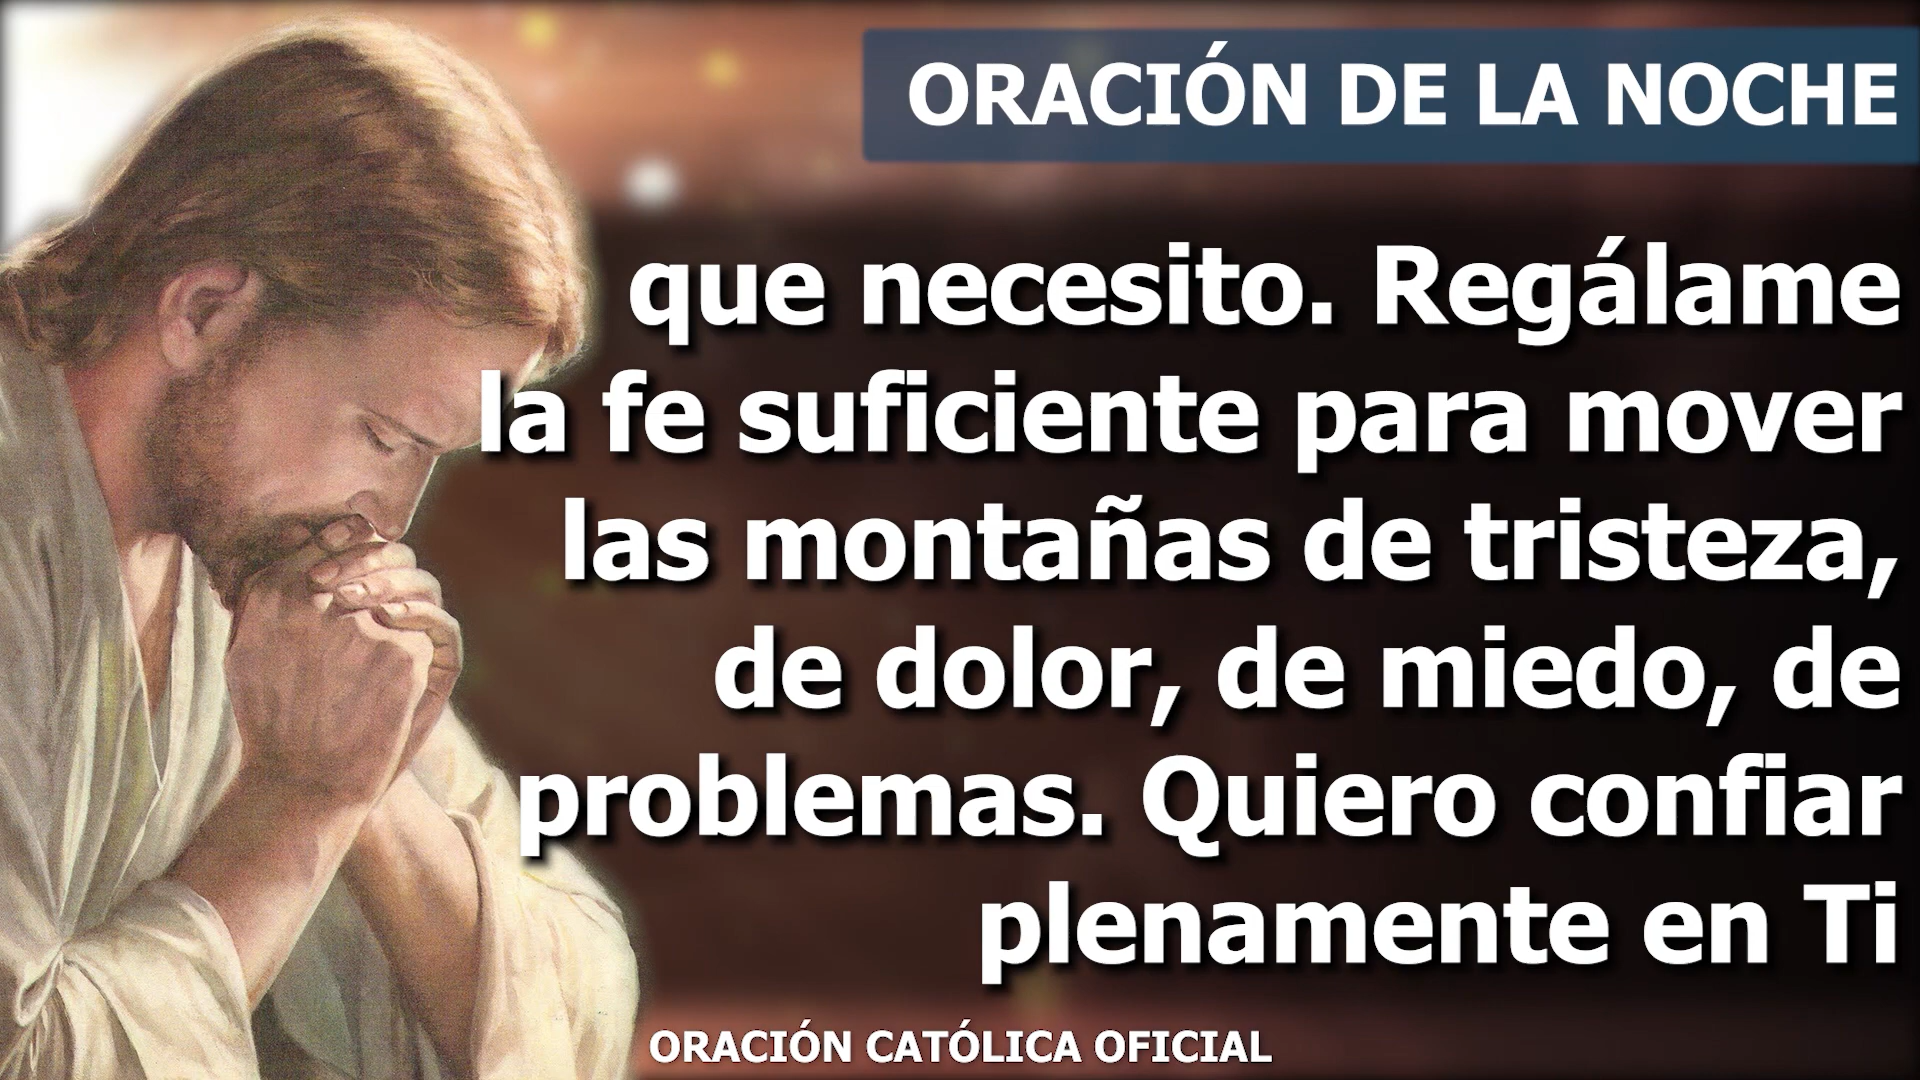 ORACIÓN DE LA NOCHE
que necesito. Regálame
la fe suficiente para mover
las montañas de tristeza,
de dolor, de miedo, de
problemas. Quiero confiar
plenamente en Ti
ORACIÓN CATÓLICA OFICIAL